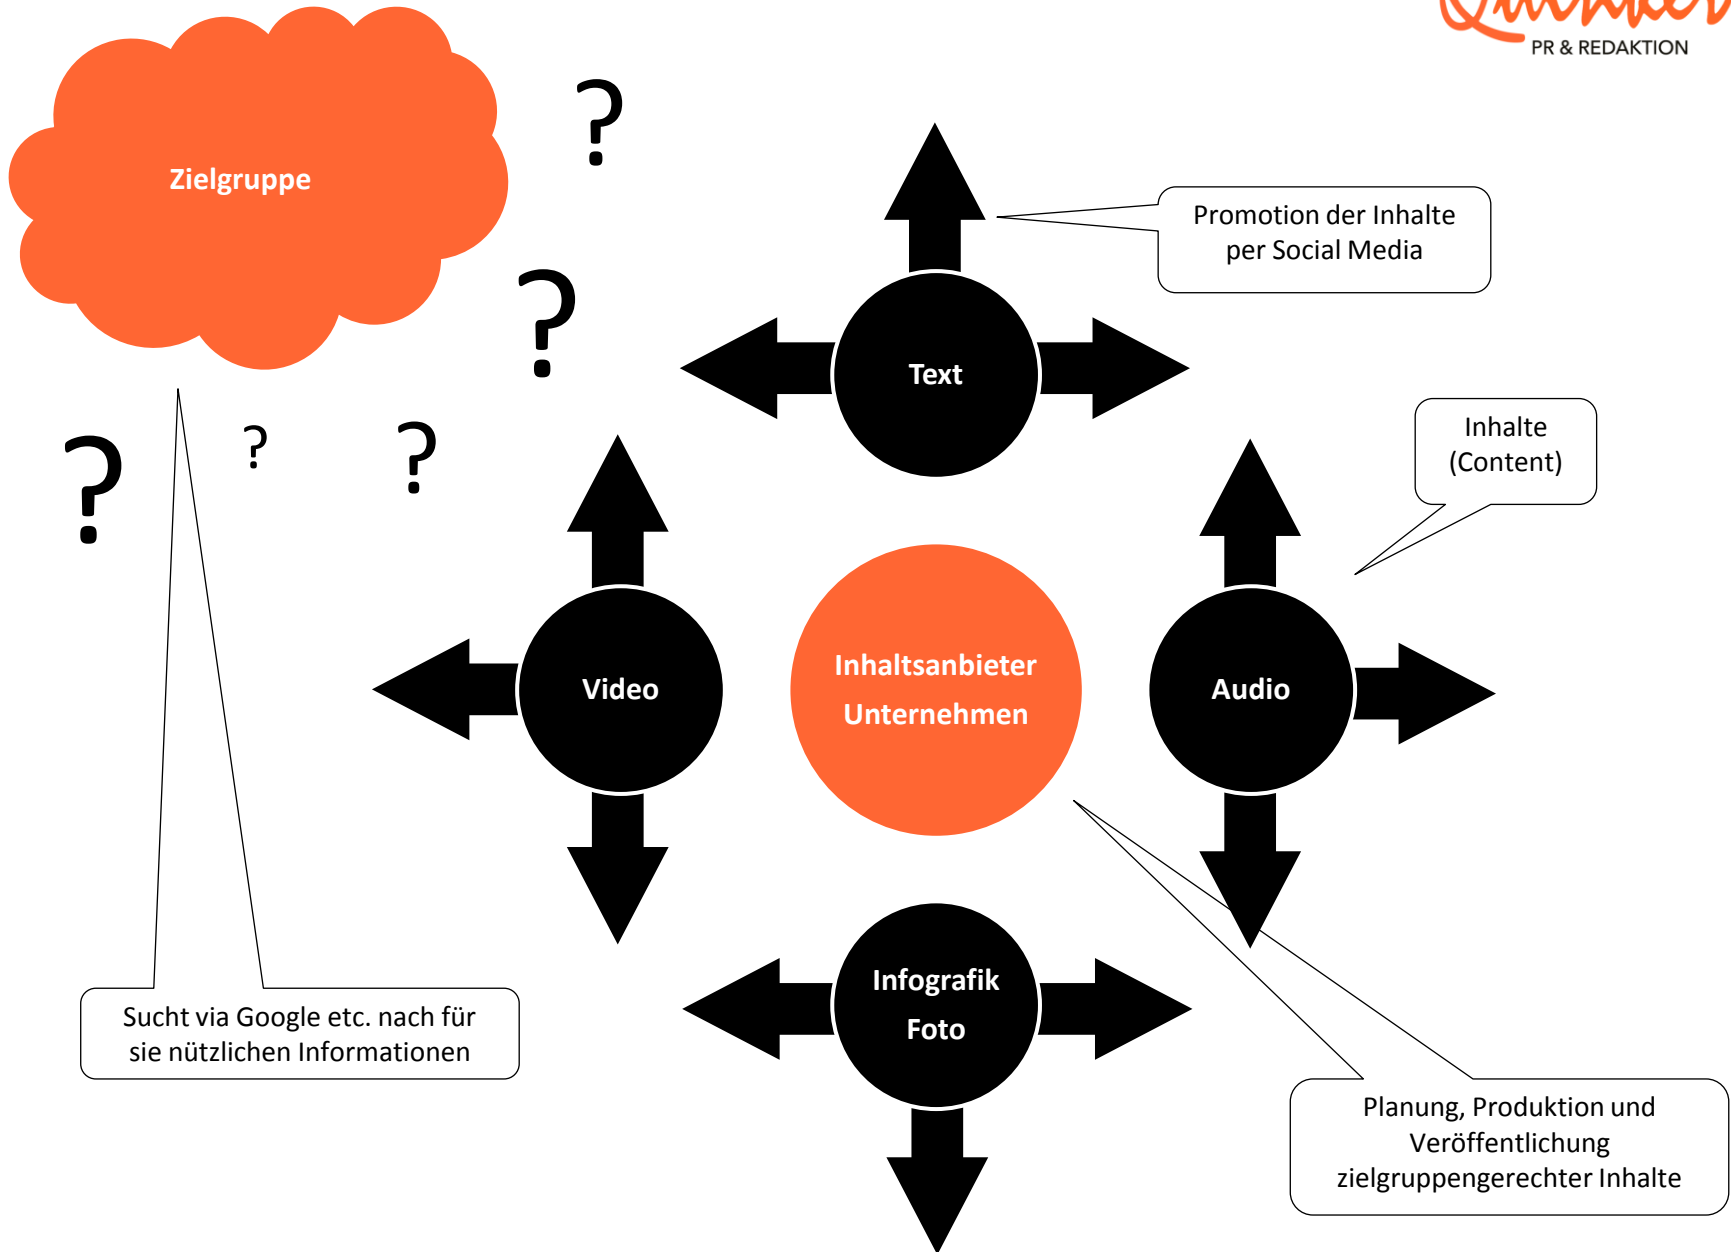 PR & REDAKTION
Zielgruppe
?
?
?
?
?
Promotion der Inhalte
per Social Media
Text
Inhalte
(Content)
Video
Inhaltsanbieter
Unternehmen
Audio
Infografik
Foto
Sucht via Google etc. nach für
sie nützlichen Informationen
Planung, Produktion und
Veröffentlichung
zielgruppengerechter Inhalte